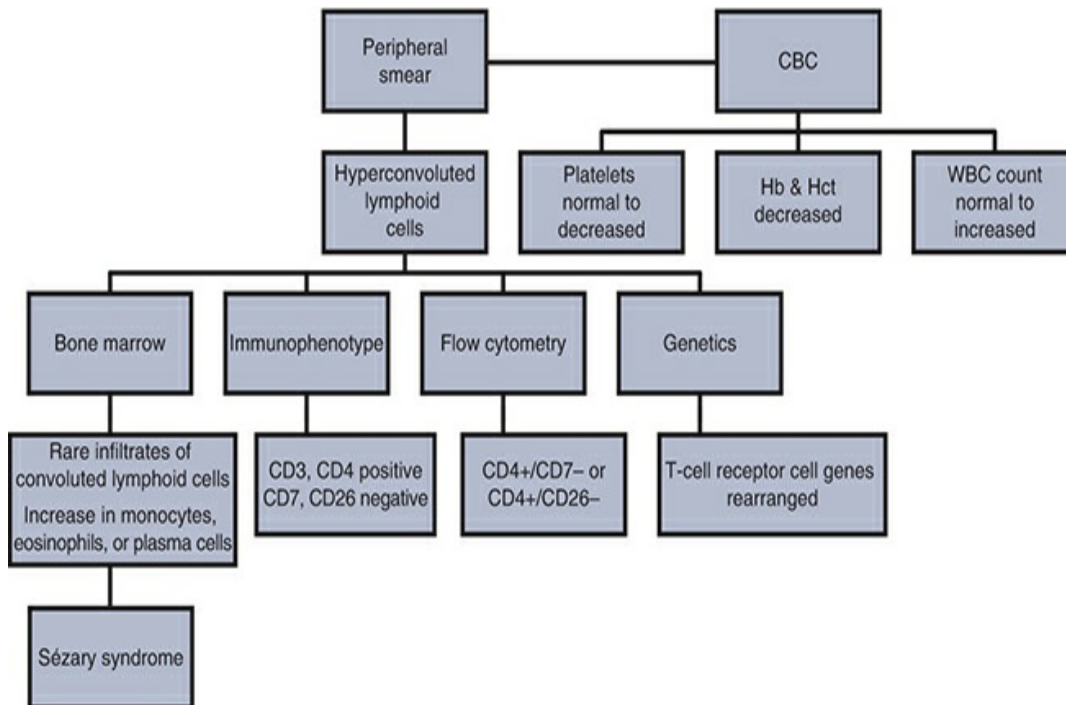 Peripheral
smear
CBC
Hyperconvoluted
lymphoid
cells
Platelets
normal to
decreased
Hb & Hct
decreased
WBC count
normal to
increased
Bone marrow
Immunophenotype
Flow cytometry
Genetics
Rare infiltrates of
convoluted lymphoid cells
Increase in monocytes,
eosinophils, or plasma cells
CD3, CD4 positive
CD7, CD26 negative
CD4+/CD7– or
CD4+/CD26–
T-cell receptor cell genes
rearranged
Sézary syndrome